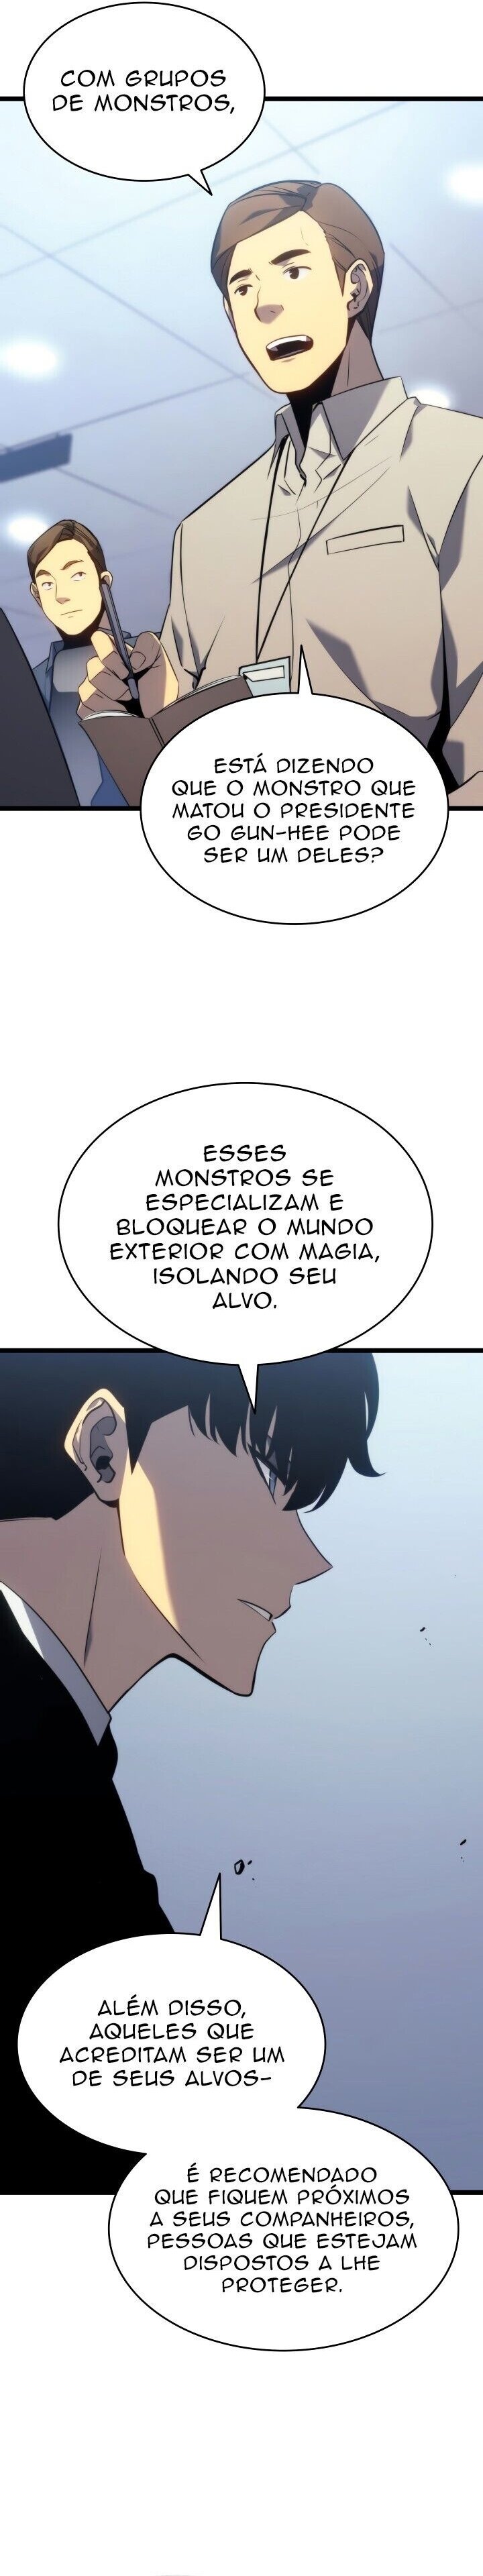 COM GRUPOS
DE MONSTROS,
ESTÁ DIZENDO
QUE O MONSTRO QUE
MATOU O PRESIDENTE
GO GUN-HEE PODE
SER UM DELES?
ESSES
MONSTROS SE
ESPECIALIZAM E
BLOQUEAR O MUNDO
EXTERIOR COM MAGIA,
ISOLANDO SEU
ALVO.
ALÉM DISSO,
AQUELES QUE
ACREDITAM SER UM
DE SEUS ALVOS-
É RECOMENDADO
QUE FIQUEM PRÓXIMOS
A SEUS COMPANHEIROS,
PESSOAS QUE ESTEJAM
DISPOSTOS A LHE
PROTEGER.